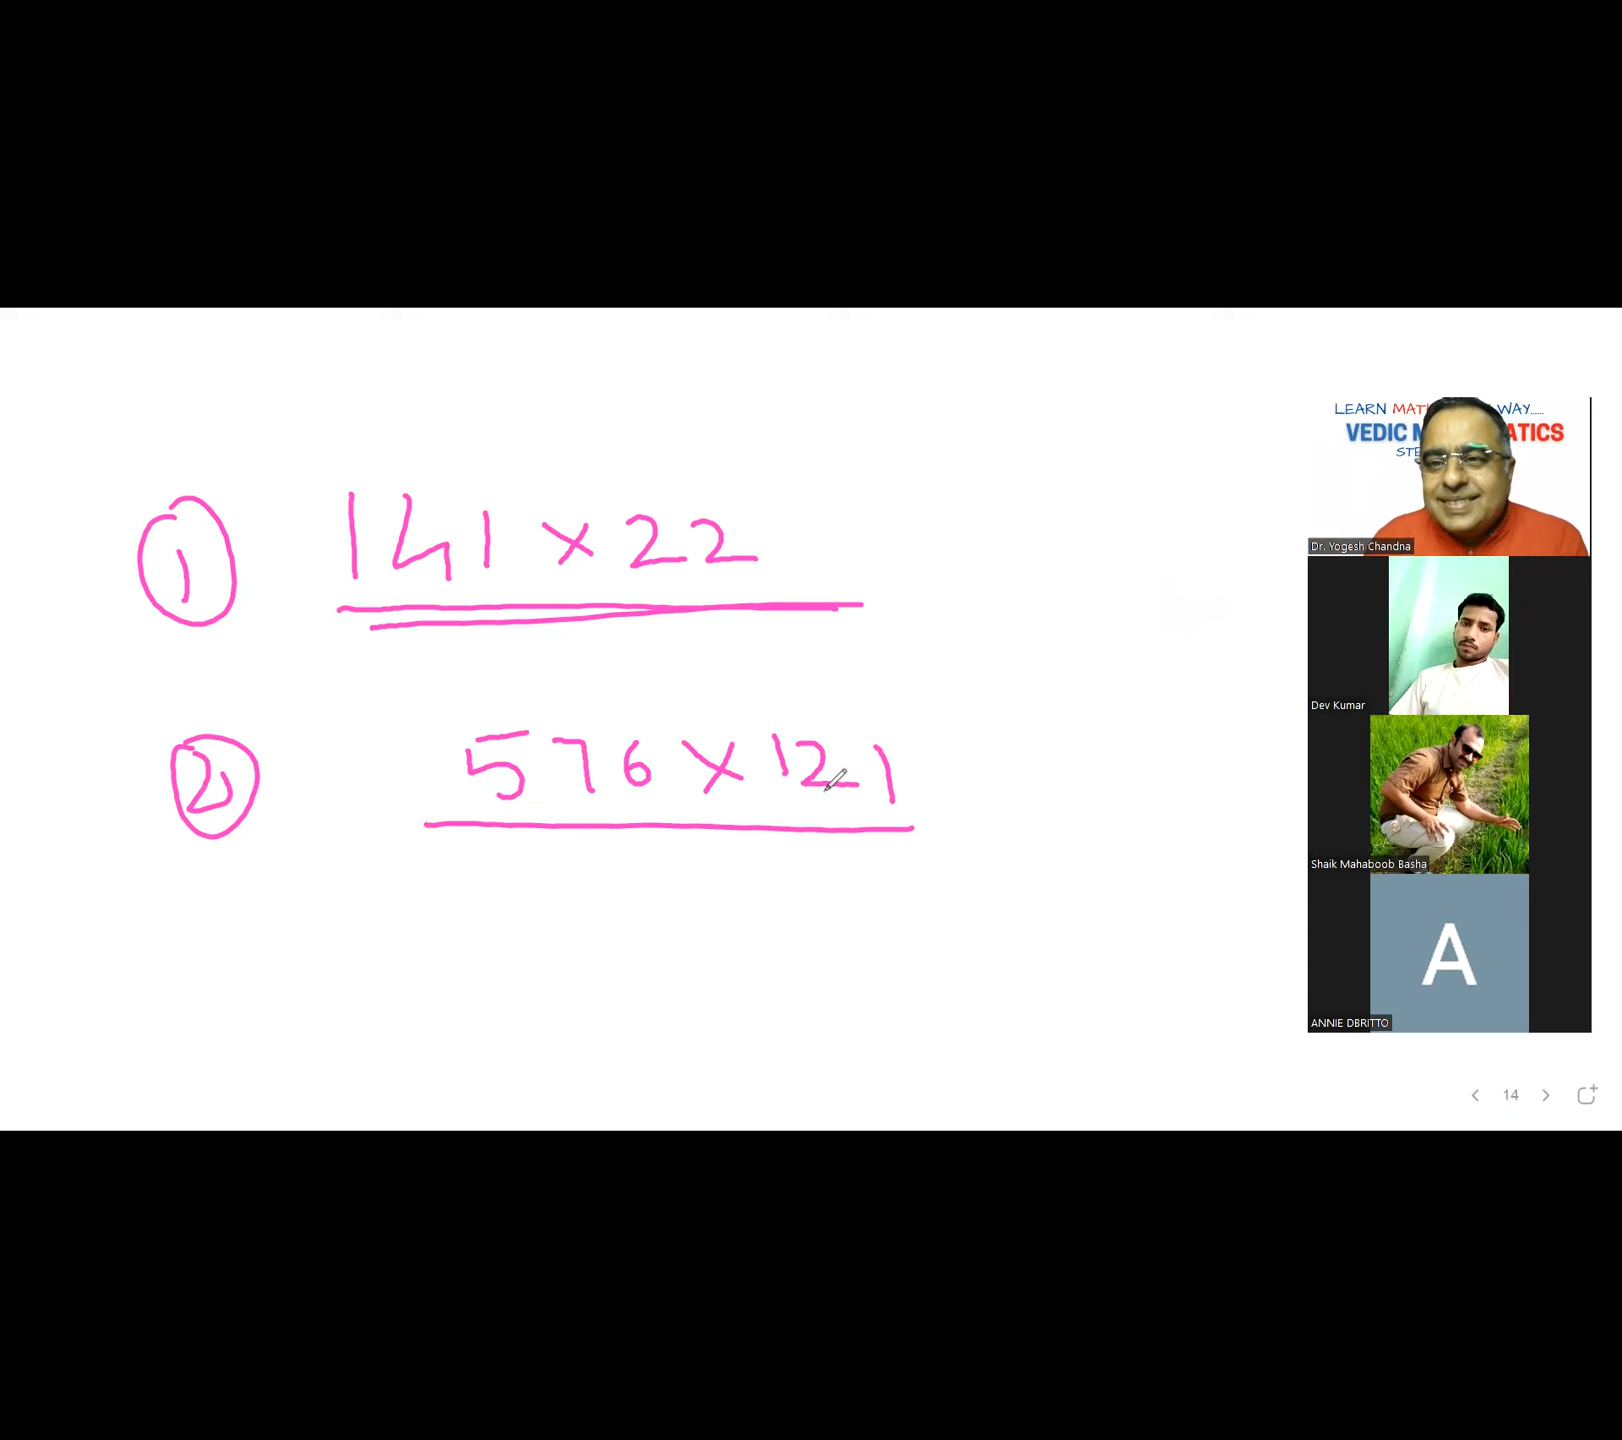 ① 141 × 22
② 576 × 121
LEARN MAT WAY......
VEDIC M ATICS
STE
Dr. Yogesh Chandna
Dev Kumar
Shaik Mahaboob Basha
A
ANNIE DBRITTO
14